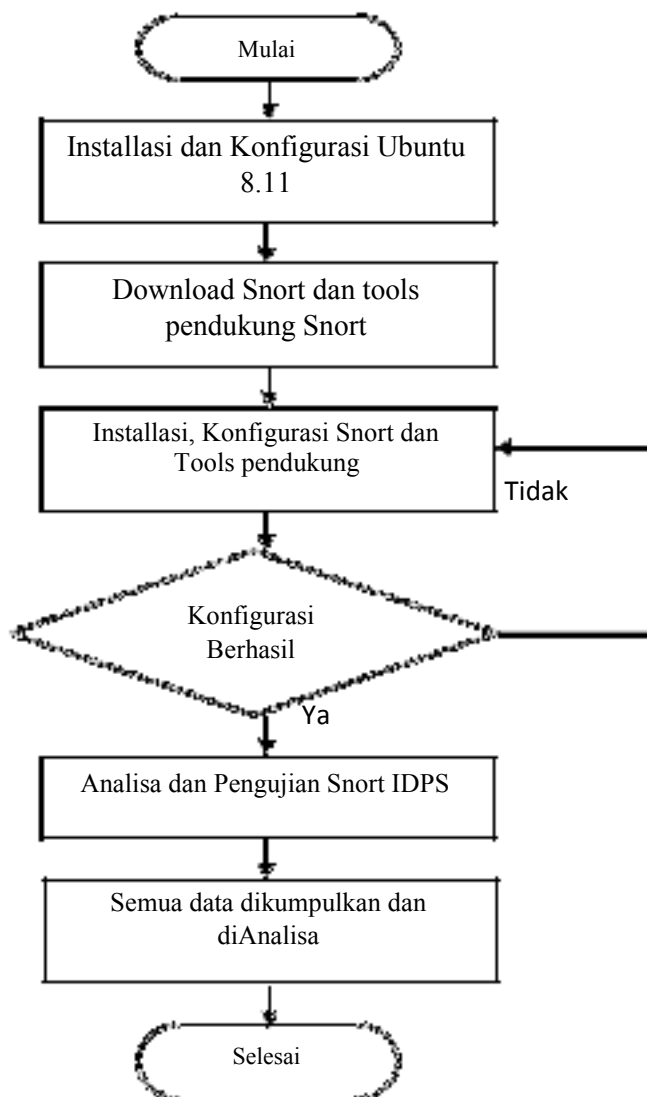 Mulai
Installasi dan Konfigurasi Ubuntu
8.11
Download Snort dan tools
pendukung Snort
Installasi, Konfigurasi Snort dan
Tools pendukung
Tidak
Konfigurasi
Berhasil
Ya
Analisa dan Pengujian Snort IDPS
Semua data dikumpulkan dan
diAnalisa
Selesai